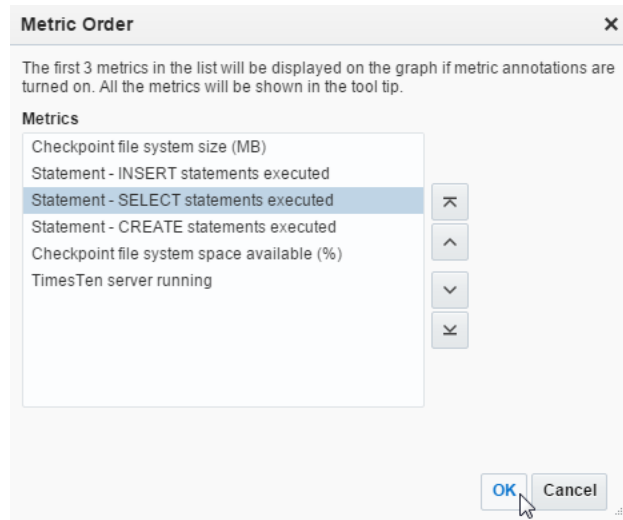 Metric Order
The first 3 metrics in the list will be displayed on the graph if metric annotations are
turned on. All the metrics will be shown in the tool tip.
Metrics
Checkpoint file system size (MB)
Statement - INSERT statements executed
Statement - SELECT statements executed
Statement - CREATE statements executed
Checkpoint file system space available (%)
TimesTen server running
OK Cancel